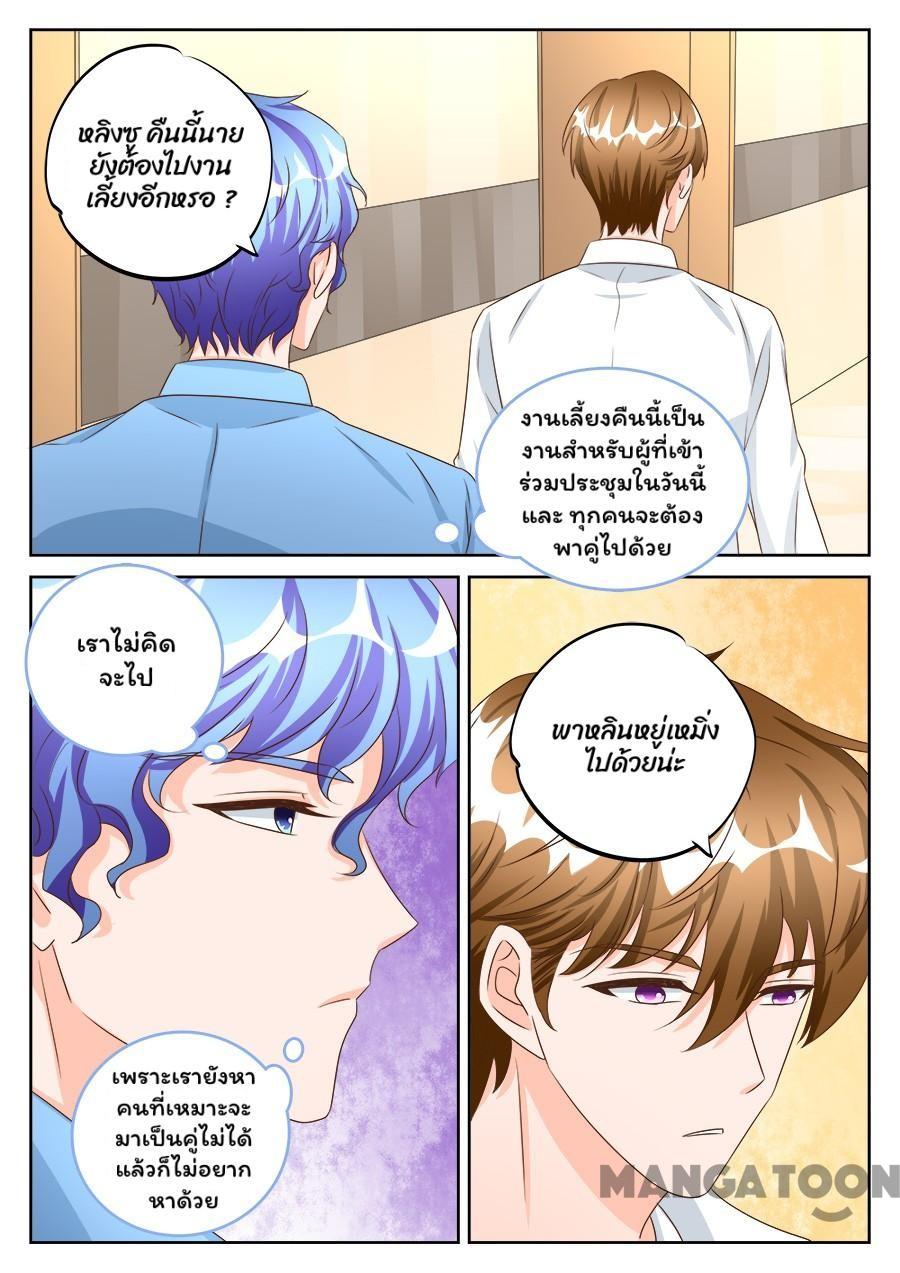 หลิงซู คืนนี้นาย
ยังต้องไปงาน
เลี้ยงอีกหรอ ?
งานเลี้ยงคืนนี้เป็น
งานสำหรับผู้ที่เข้า
ร่วมประชุมในวันนี้
และ ทุกคนจะต้อง
พาคู่ไปด้วย
เราไม่คิด
จะไป
พาหลินหยู่เหมิ่ง
ไปด้วยน่ะ
เพราะเรายังหา
คนที่เหมาะจะ
มาเป็นคู่ไม่ได้
แล้วก็ไม่อยาก
หาด้วย
MANGATOON